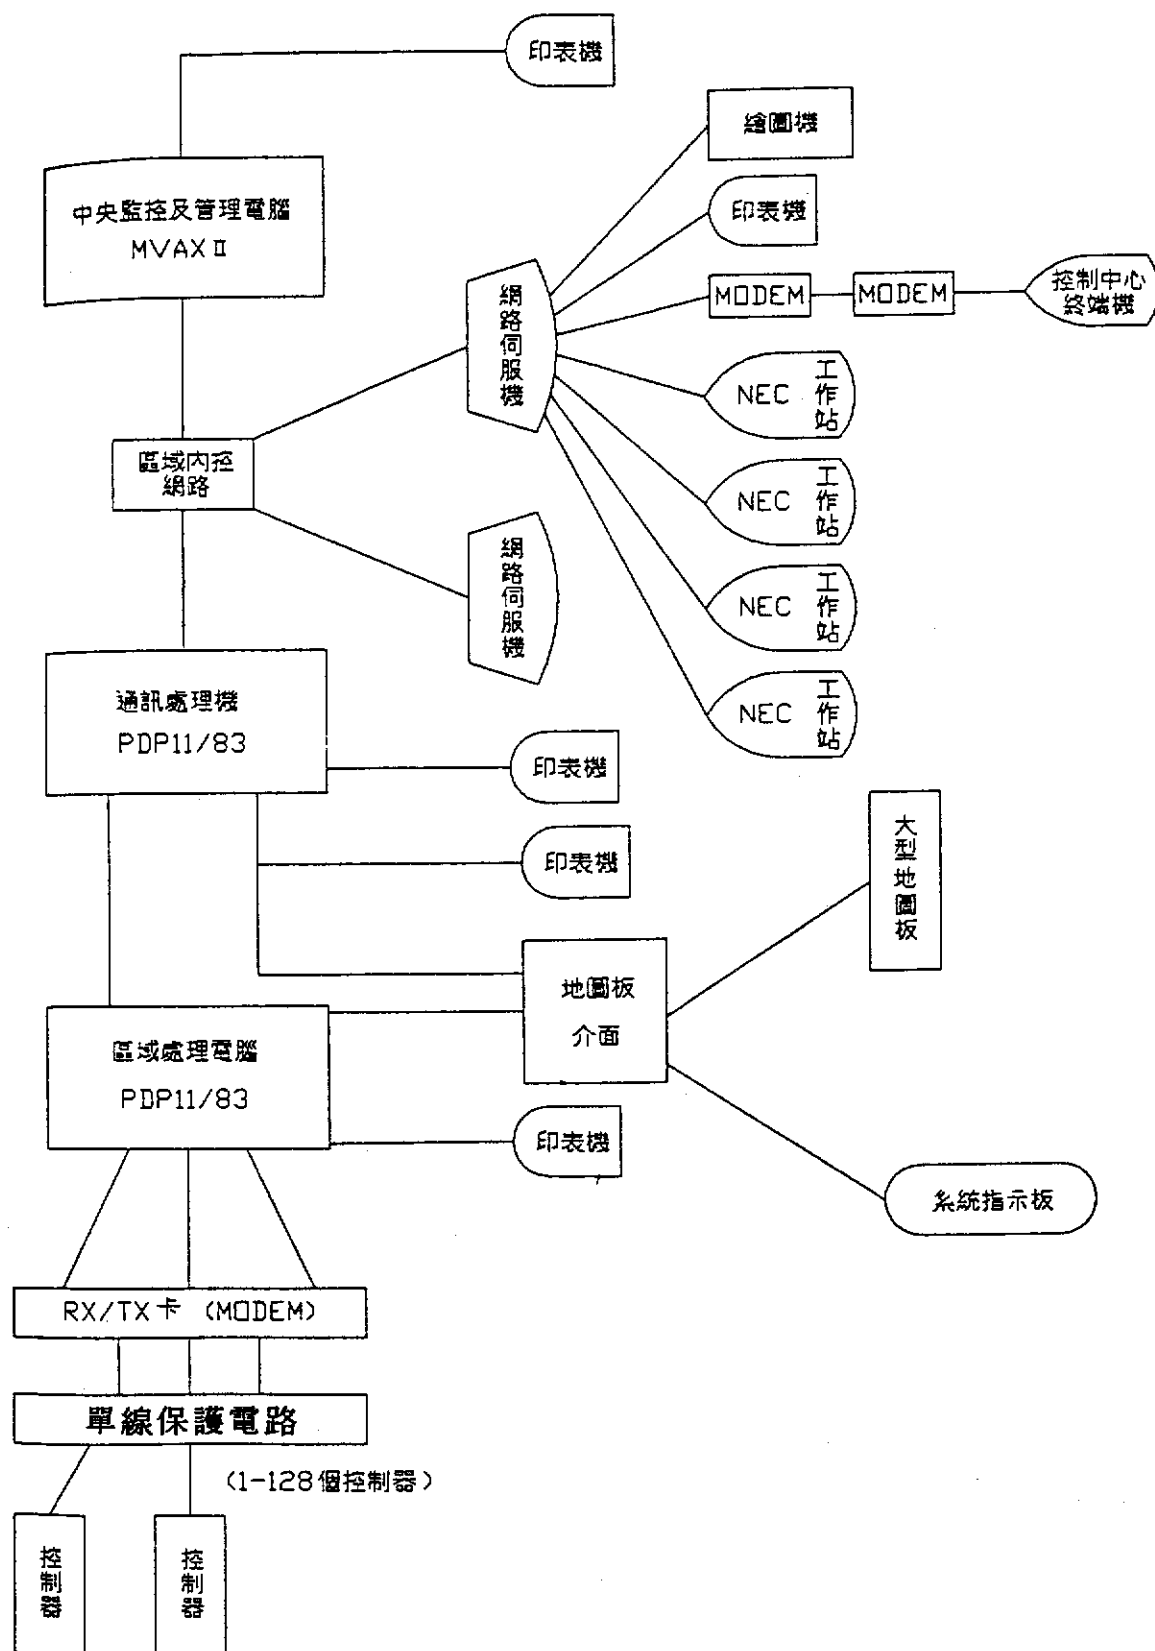 印表機
繪圖機
中央監控及管理電腦
MVAXⅡ
印表機
網路伺服機
MODEM
MODEM
控制中心
終端機
NEC 工作站
區域內控
網路
NEC 工作站
網路伺服機
NEC 工作站
通訊處理機
PDP11/83
NEC 工作站
印表機
大型地圖板
印表機
地圖板
介面
區域處理電腦
PDP11/83
印表機
系統指示板
RX/TX卡 (MODEM)
單線保護電路
(1-128個控制器)
控制器
控制器